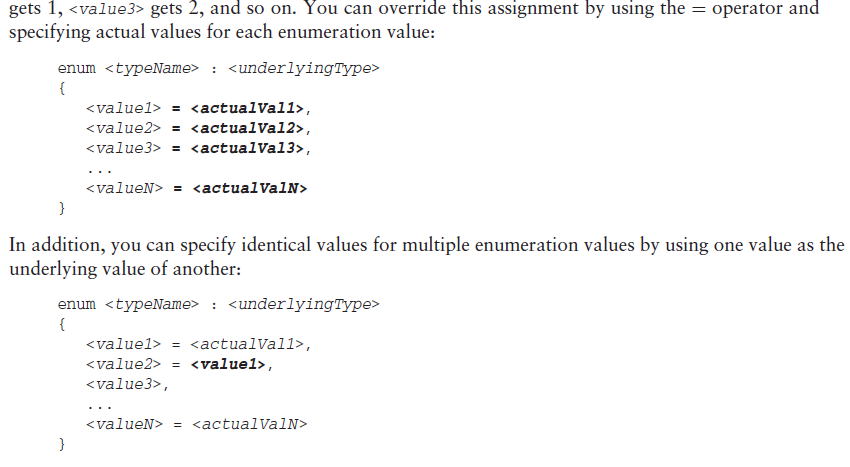 gets 1, <value3> gets 2, and so on. You can override this assignment by using the = operator and
specifying actual values for each enumeration value:
enum <typeName> : <underlyingType>
{
<value1> = <actualVal1>,
<value2> = <actualVal2>,
<value3> = <actualVal3>,
...
<valueN> = <actualValN>
}
In addition, you can specify identical values for multiple enumeration values by using one value as the
underlying value of another:
enum <typeName> : <underlyingType>
{
<value1> = <actualVal1>,
<value2> = <value1>,
<value3>,
...
<valueN> = <actualValN>
}